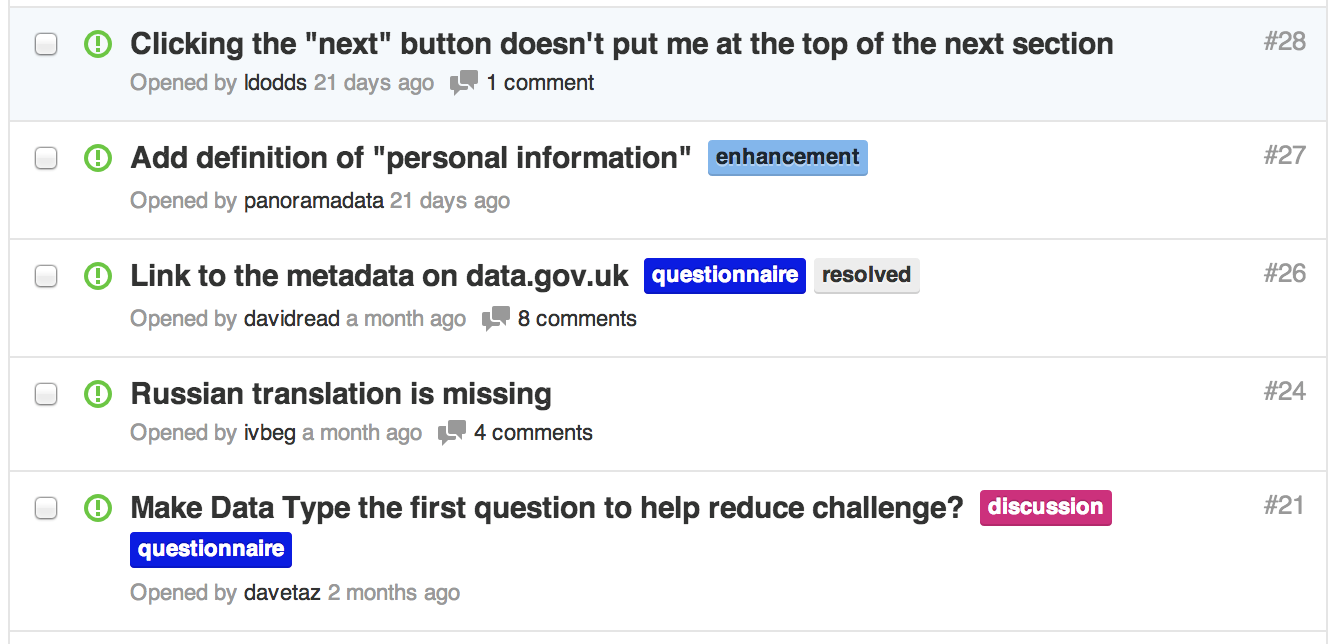 Clicking the "next" button doesn't put me at the top of the next section #28
Opened by ldodds 21 days ago 1 comment
Add definition of "personal information" enhancement #27
Opened by panoramadata 21 days ago
Link to the metadata on data.gov.uk questionnaire resolved #26
Opened by davidread a month ago 8 comments
Russian translation is missing #24
Opened by ivbeg a month ago 4 comments
Make Data Type the first question to help reduce challenge? discussion #21
questionnaire
Opened by davetaz 2 months ago